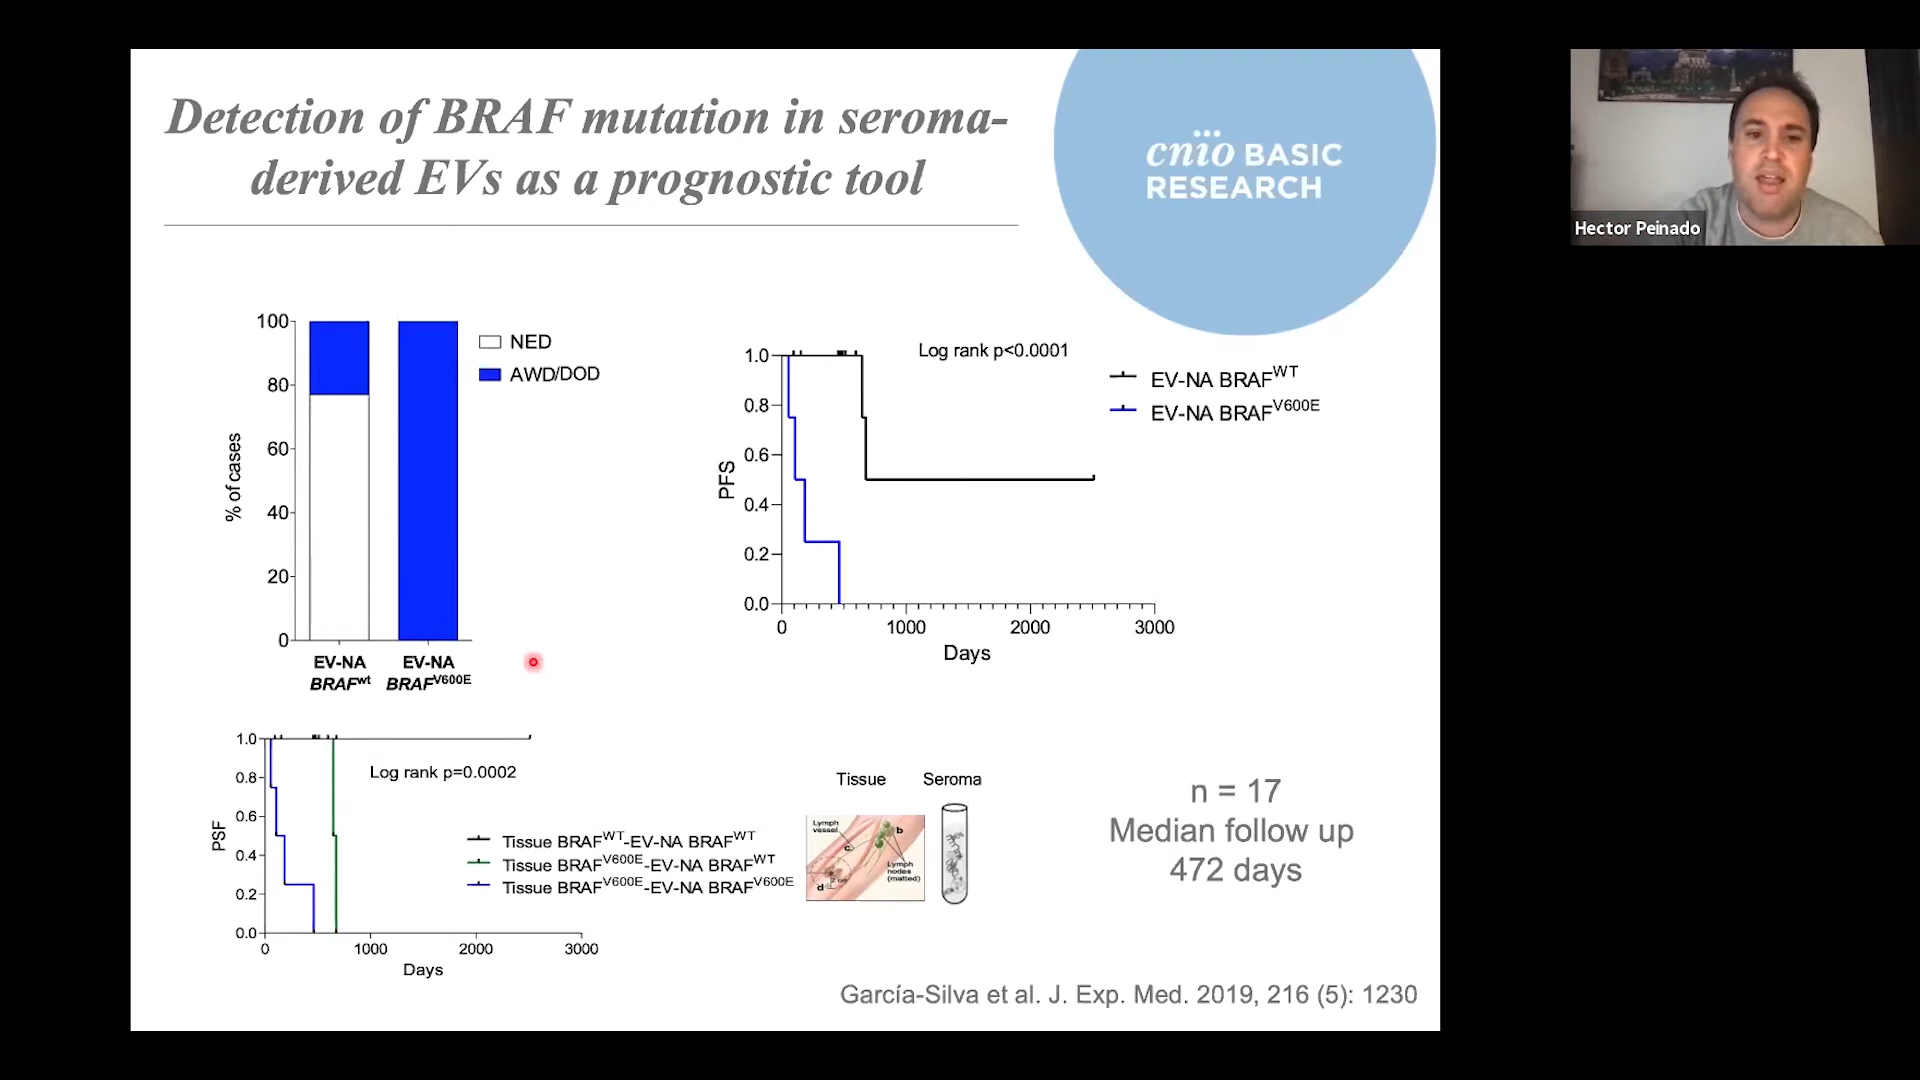 Detection of BRAF mutation in seroma-
derived EVs as a prognostic tool
cnio BASIC
RESEARCH
Hector Peinado
100
80
60
40
20
0
% of cases
NED
AWD/DOD
EV-NA
BRAFwt
EV-NA
BRAFV600E
Log rank p<0.0001
1.0
0.8
0.6
0.4
0.2
0.0
PFS
0 1000 2000 3000
Days
EV-NA BRAFWT
EV-NA BRAFV600E
1.0
0.8
0.6
0.4
0.2
0.0
PSF
Log rank p=0.0002
0 1000 2000 3000
Days
Tissue BRAFWT-EV-NA BRAFWT
Tissue BRAFV600E-EV-NA BRAFWT
Tissue BRAFV600E-EV-NA BRAFV600E
Tissue Seroma
Lymph
vessel
b
c
Lymph
nodes
(matted)
d
n = 17
Median follow up
472 days
García-Silva et al. J. Exp. Med. 2019, 216 (5): 1230